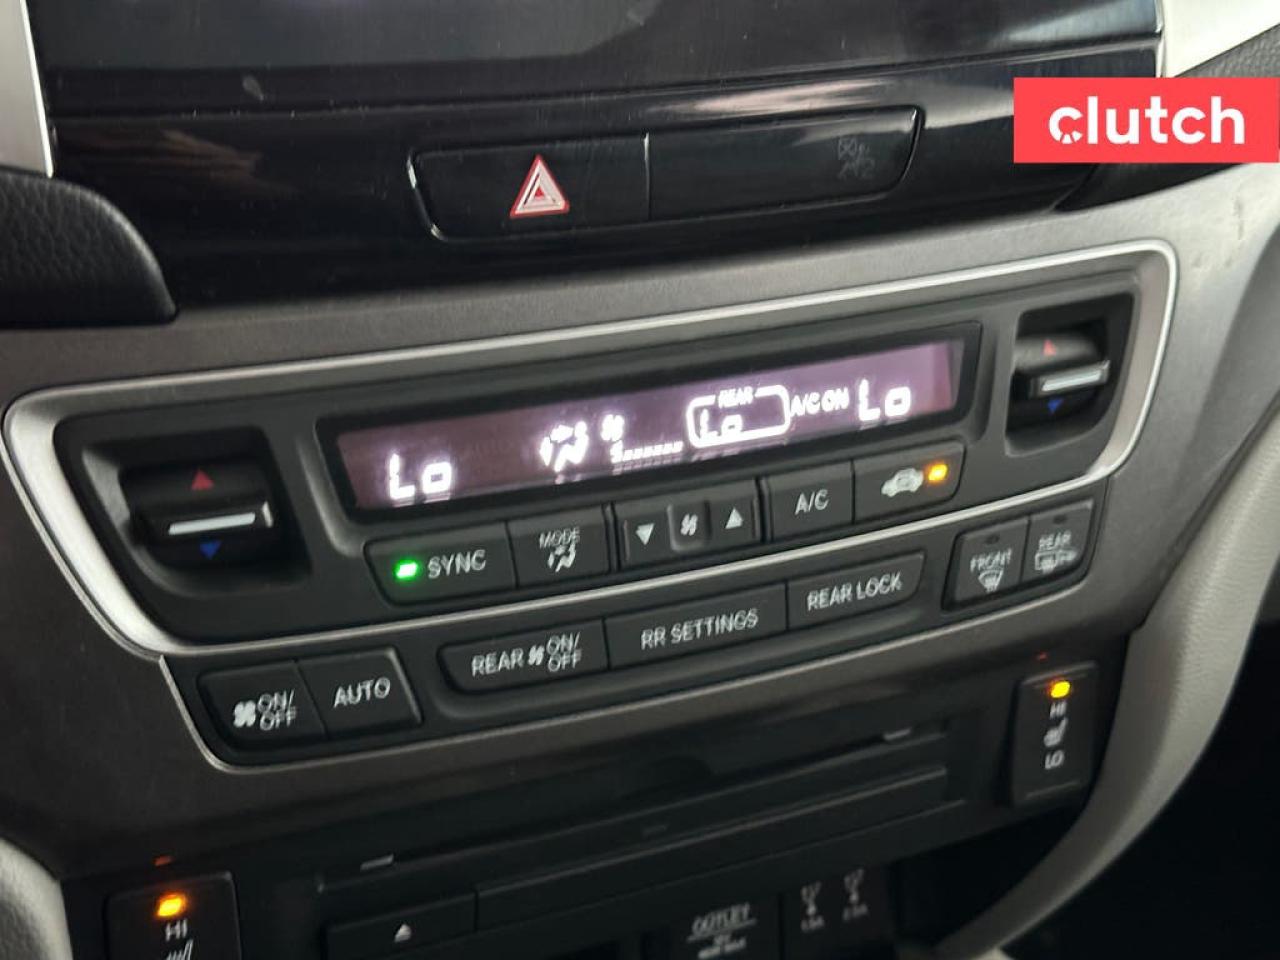 clutch
REAR
Lo
Lo
A/C ON
Lo
SYNC
MODE
A/C
FRONT
REAR
ON/
OFF
AUTO
REAR
ON/
OFF
RR SETTINGS
REAR LOCK
HI
LO
HI
OUTLET